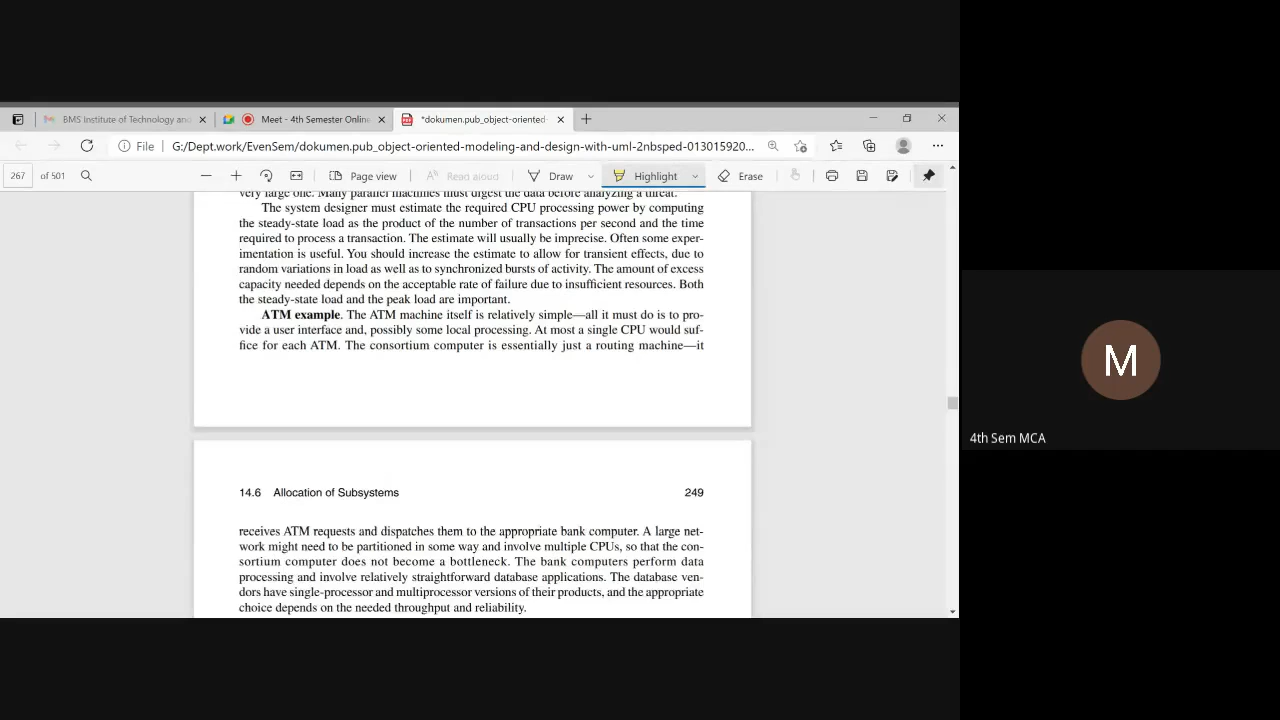 BMS Institute of Technology and
Meet - 4th Semester Online
*dokumen.pub_object-oriented-
File
G:/Dept.work/EvenSem/dokumen.pub_object-oriented-modeling-and-design-with-uml-2nbsped-013015920...
267 of 501
Page view
Read aloud
Draw
Highlight
Erase
very large one. Many parallel machines must digest the data before analyzing a threat.
The system designer must estimate the required CPU processing power by computing
the steady-state load as the product of the number of transactions per second and the time
required to process a transaction. The estimate will usually be imprecise. Often some exper-
imentation is useful. You should increase the estimate to allow for transient effects, due to
random variations in load as well as to synchronized bursts of activity. The amount of excess
capacity needed depends on the acceptable rate of failure due to insufficient resources. Both
the steady-state load and the peak load are important.
ATM example. The ATM machine itself is relatively simple—all it must do is to pro-
vide a user interface and, possibly some local processing. At most a single CPU would suf-
fice for each ATM. The consortium computer is essentially just a routing machine—it
14.6 Allocation of Subsystems 249
receives ATM requests and dispatches them to the appropriate bank computer. A large net-
work might need to be partitioned in some way and involve multiple CPUs, so that the con-
sortium computer does not become a bottleneck. The bank computers perform data
processing and involve relatively straightforward database applications. The database ven-
dors have single-processor and multiprocessor versions of their products, and the appropriate
choice depends on the needed throughput and reliability.
M
4th Sem MCA